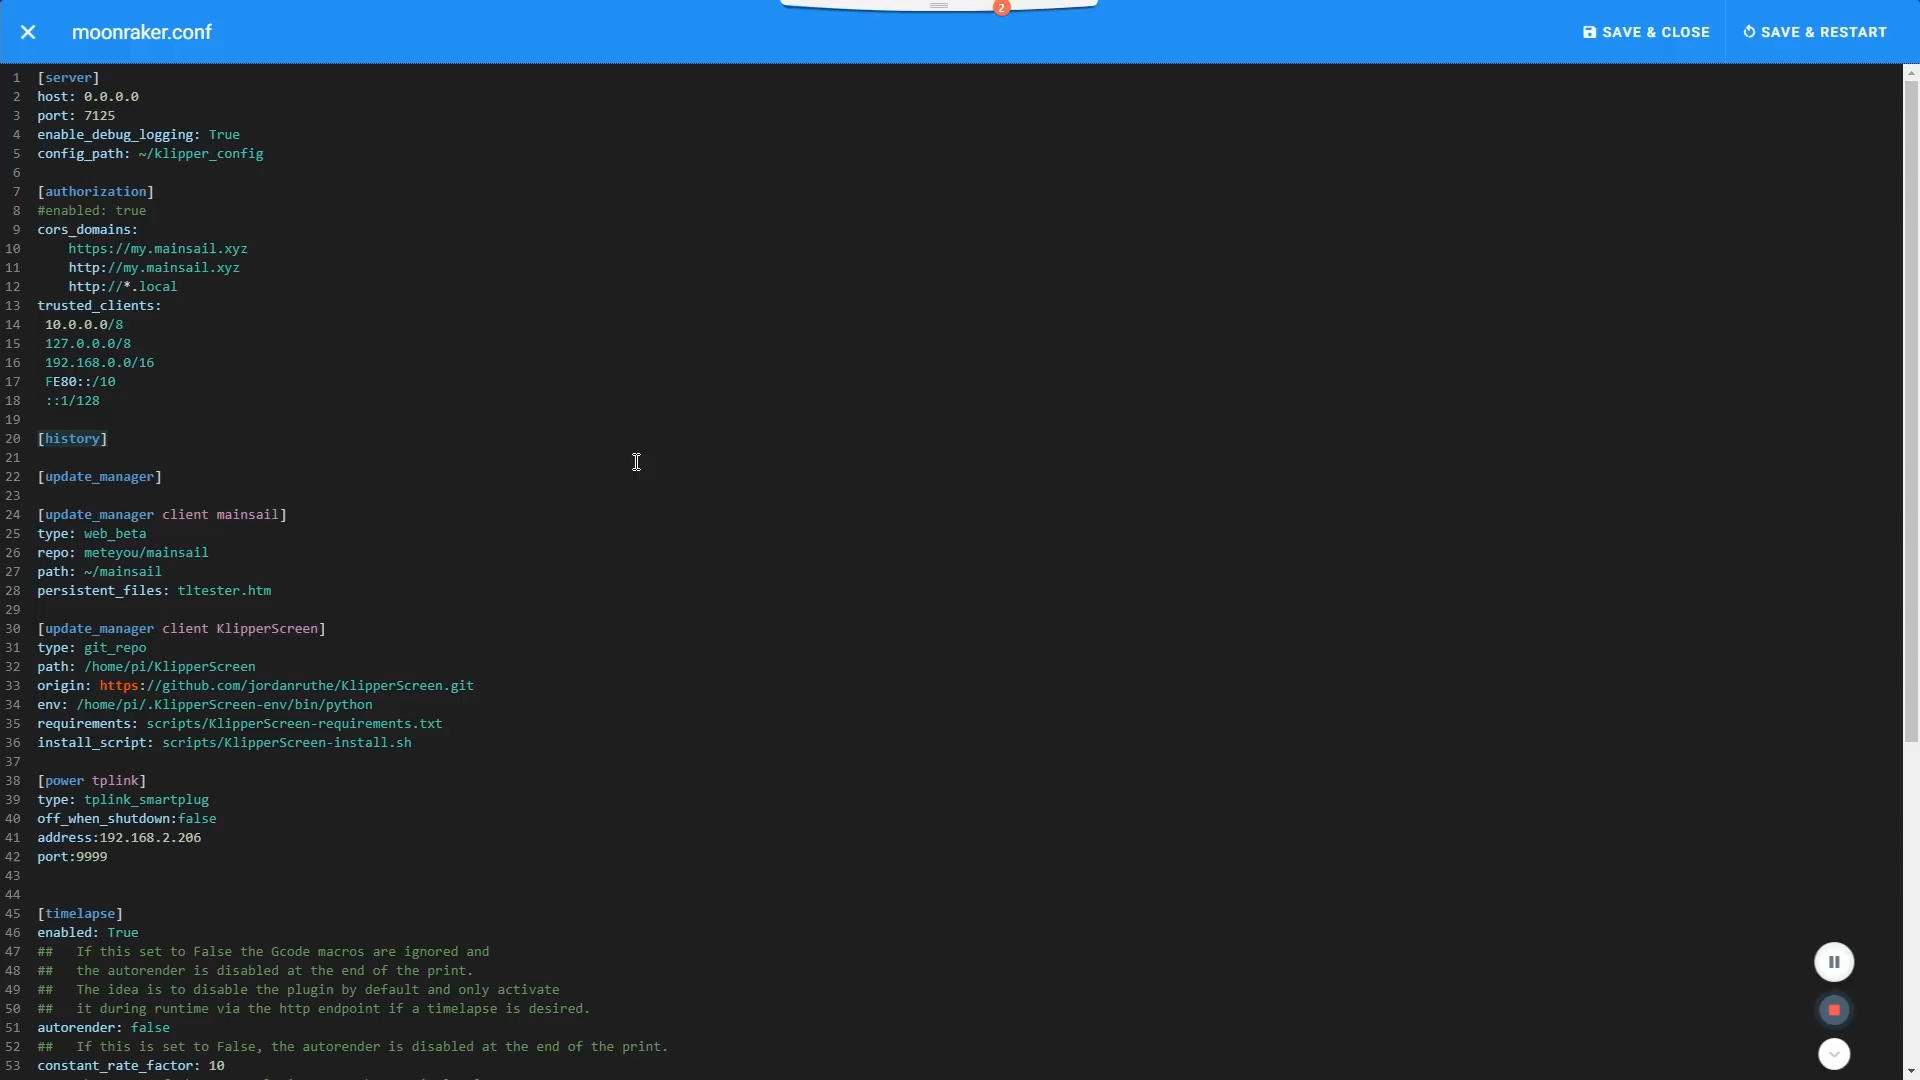 2
moonraker.conf
SAVE & CLOSE
SAVE & RESTART
1 [server]
2 host: 0.0.0.0
3 port: 7125
4 enable_debug_logging: True
5 config_path: ~/klipper_config
6
7 [authorization]
8 #enabled: true
9 cors_domains:
10 https://my.mainsail.xyz
11 http://my.mainsail.xyz
12 http://*.local
13 trusted_clients:
14 10.0.0.0/8
15 127.0.0.0/8
16 192.168.0.0/16
17 FE80::/10
18 ::1/128
19
20 [history]
21
22 [update_manager]
23
24 [update_manager client mainsail]
25 type: web_beta
26 repo: meteyou/mainsail
27 path: ~/mainsail
28 persistent_files: tltester.htm
29
30 [update_manager client KlipperScreen]
31 type: git_repo
32 path: /home/pi/KlipperScreen
33 origin: https://github.com/jordanruthe/KlipperScreen.git
34 env: /home/pi/.KlipperScreen-env/bin/python
35 requirements: scripts/KlipperScreen-requirements.txt
36 install_script: scripts/KlipperScreen-install.sh
37
38 [power tplink]
39 type: tplink_smartplug
40 off_when_shutdown:false
41 address:192.168.2.206
42 port:9999
43
44
45 [timelapse]
46 enabled: True
47 ## If this set to False the Gcode macros are ignored and
48 ## the autorender is disabled at the end of the print.
49 ## The idea is to disable the plugin by default and only activate
50 ## it during runtime via the http endpoint if a timelapse is desired.
51 autorender: false
52 ## If this is set to False, the autorender is disabled at the end of the print.
53 constant_rate_factor: 10